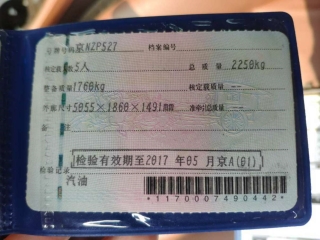 号牌号码 京NZP527 档案编号
核定载人数 5人 总质量 2250kg
整备质量 1760kg 核定载质量 --
外廓尺寸 5055×1860×1491mm 准牵引总质量 --
检验有效期至2017年05月京A(01)
检验记录
汽油
*1170007490442*